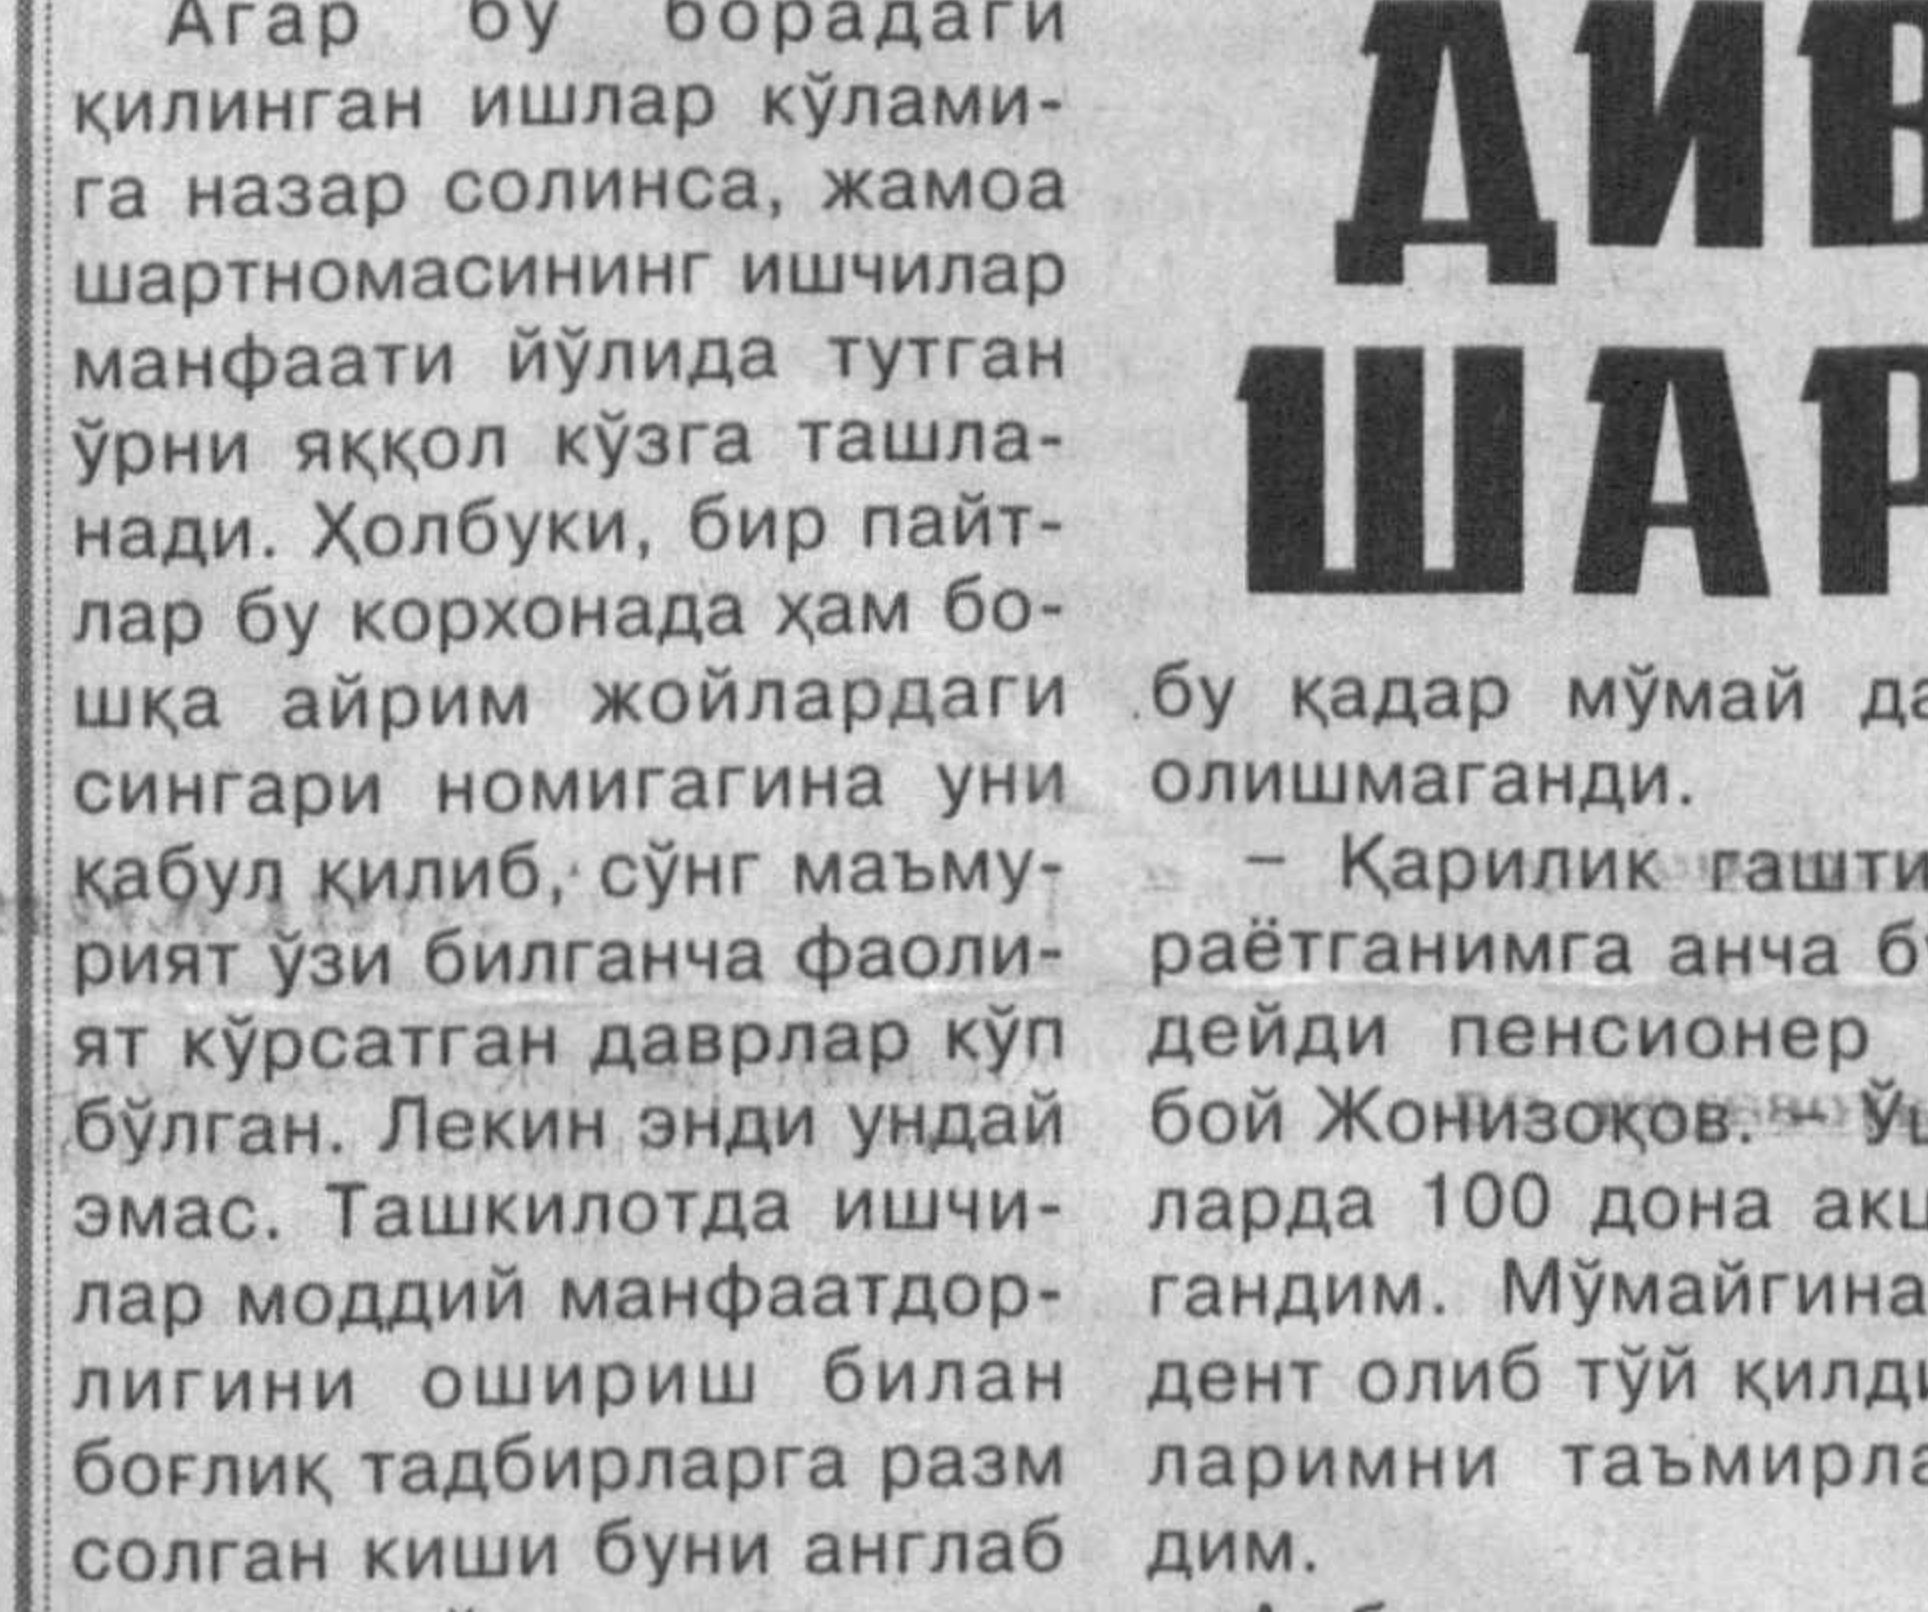 Агар бу борадаги
қилинган ишлар кўлами-
га назар солинса, жамоа
шартномасининг ишчилар
манфаати йўлида тутган
ўрни яққол кўзга ташла-
нади. Ҳолбуки, бир пайт-
лар бу корхонада ҳам бо-
шқа айрим жойлардаги
сингари номигагина уни
қабул қилиб, сўнг маъму-
рият ўзи билганча фаоли-
ят кўрсатган даврлар кўп
бўлган. Лекин энди ундай
эмас. Ташкилотда ишчи-
лар моддий манфаатдор-
лигини ошириш билан
боғлиқ тадбирларга разм
солган киши буни англаб
ДИВ
ШАР
бу қадар мўмай да
олишмаганди.
– Қарилик гашти
раётганимга анча
дейди пенсионер
бой Жонизоқов. –
ларда 100 дона акц
гандим. Мўмайгина
дент олиб тўй қилди
ларимни таъмирла
дим.